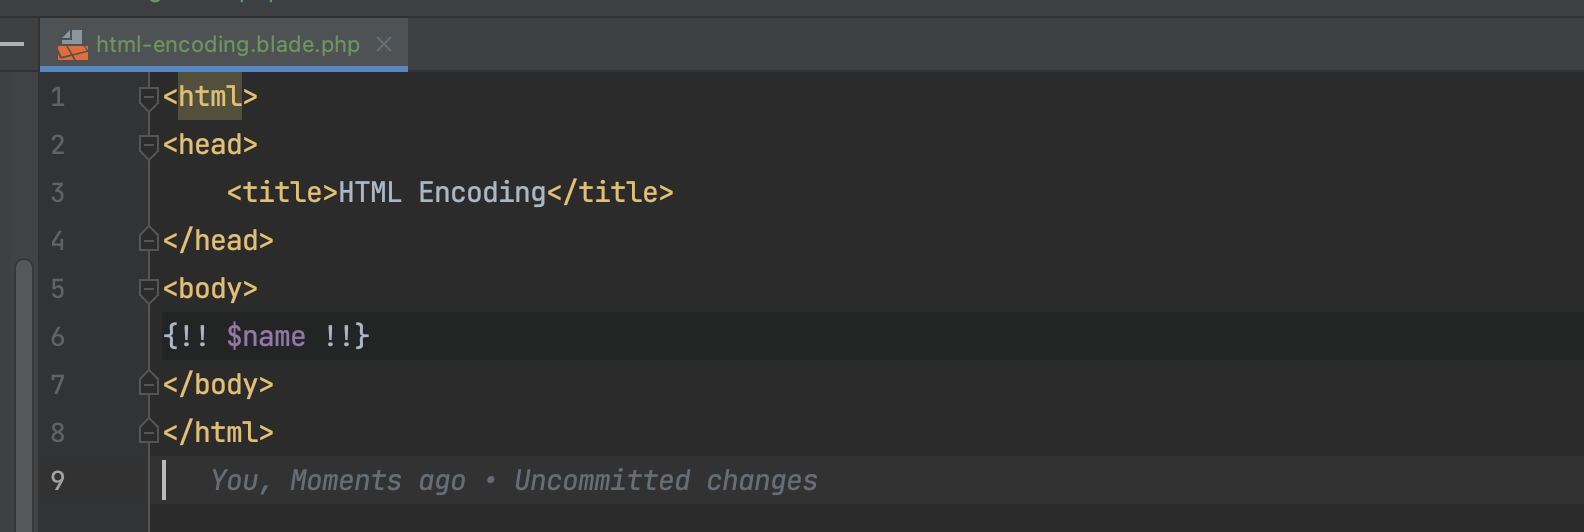 html-encoding.blade.php
1 <html>
2 <head>
3     <title>HTML Encoding</title>
4 </head>
5 <body>
6 {!! $name !!}
7 </body>
8 </html>
9    You, Moments ago • Uncommitted changes